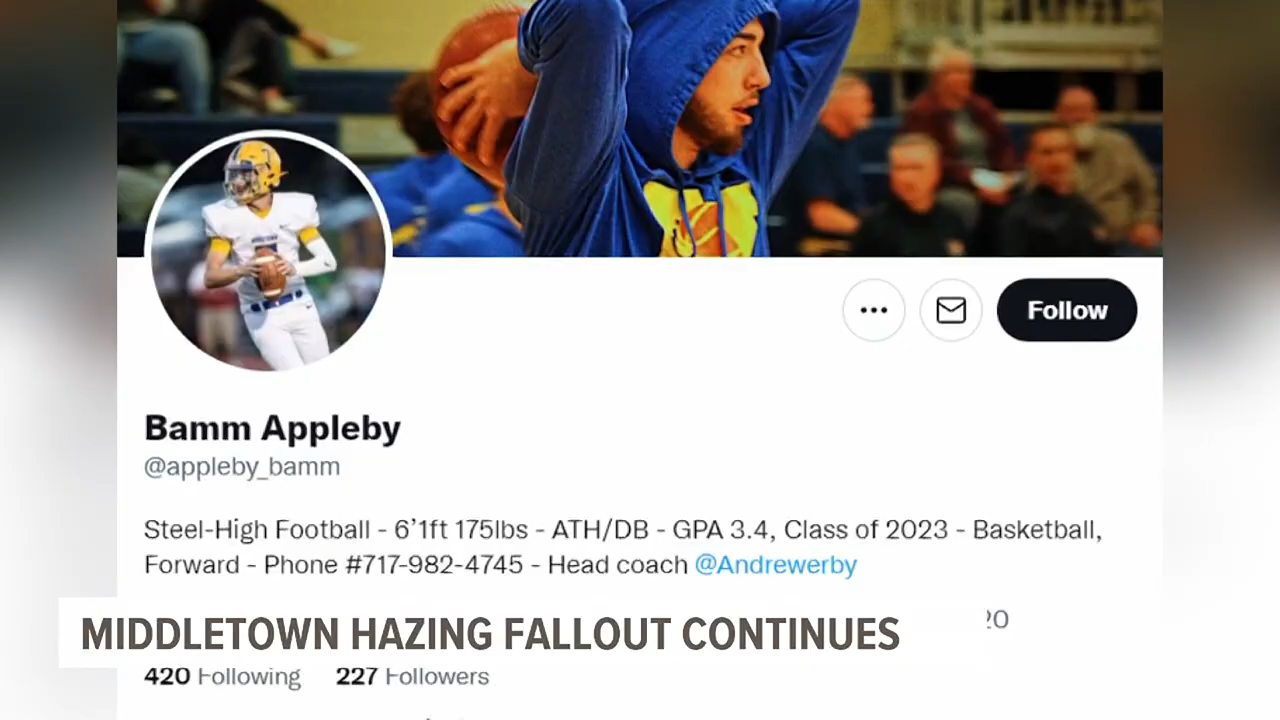 Follow
Bamm Appleby
@appleby_bamm
Steel-High Football - 6’1ft 175lbs - ATH/DB - GPA 3.4, Class of 2023 - Basketball,
Forward - Phone #717-982-4745 - Head coach @Andrewerby
MIDDLETOWN HAZING FALLOUT CONTINUES
420 Following 227 Followers